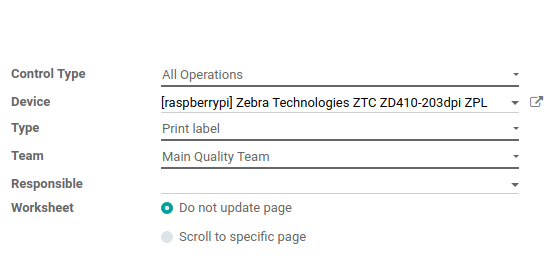 Control Type All Operations
Device [raspberrypi] Zebra Technologies ZTC ZD410-203dpi ZPL
Type Print label
Team Main Quality Team
Responsible
Worksheet Do not update page
Scroll to specific page